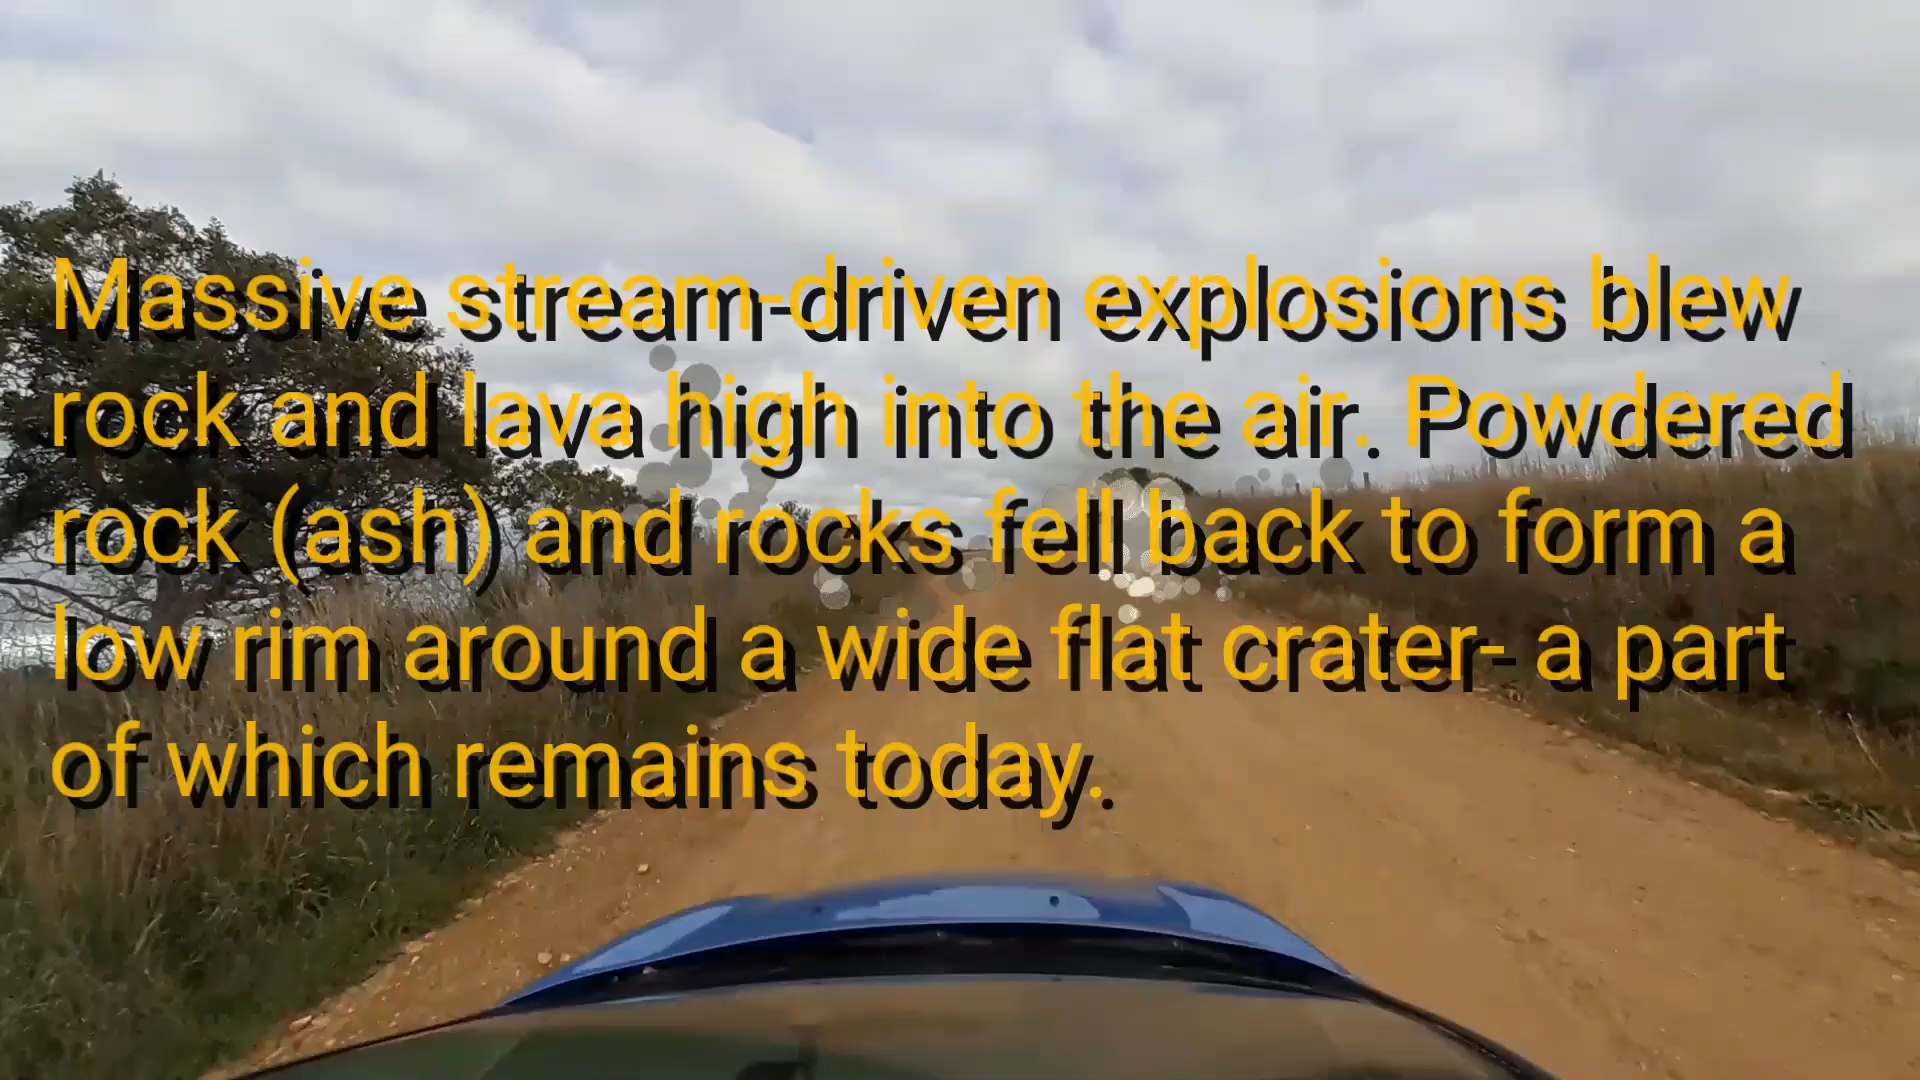 Massive stream-driven explosions blew
rock and lava high into the air. Powdered
rock (ash) and rocks fell back to form a
low rim around a wide flat crater- a part
of which remains today.